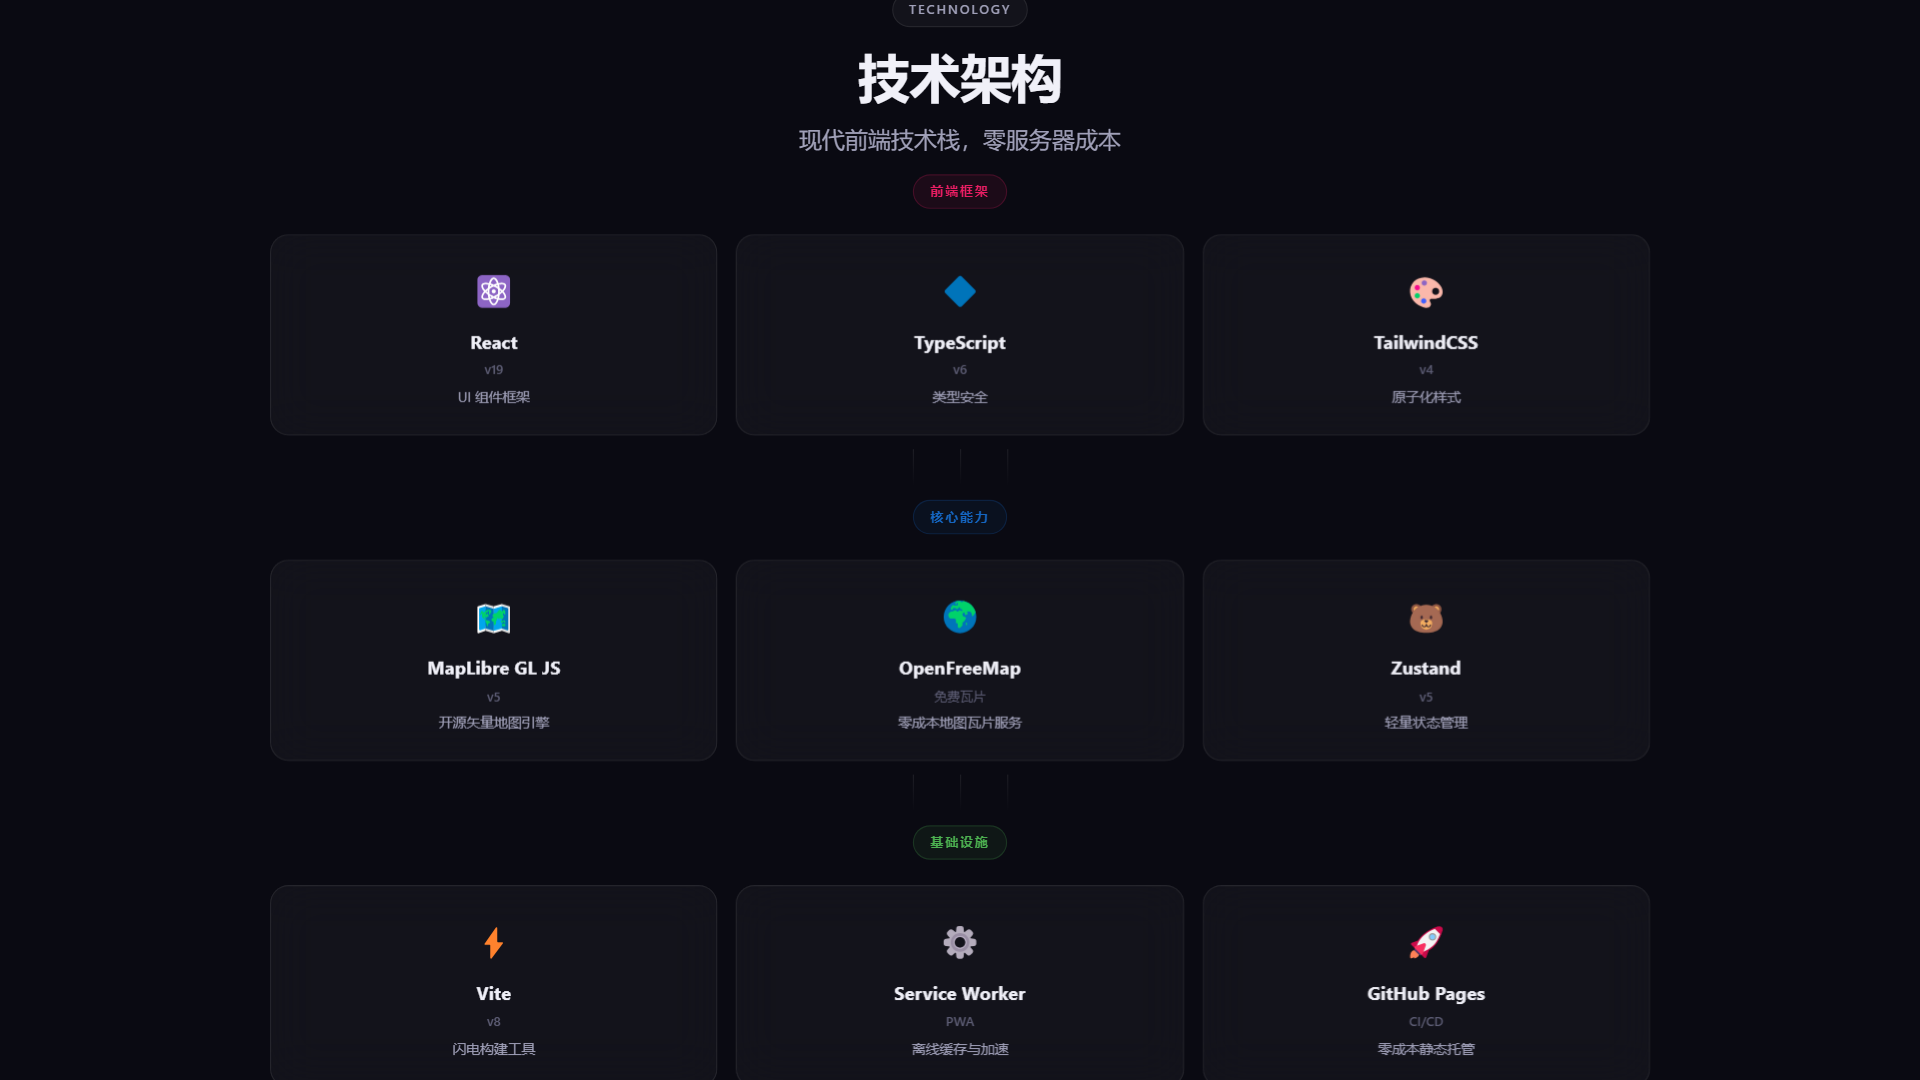 TECHNOLOGY
技术架构
现代前端技术栈，零服务器成本
前端框架
React
v19
UI 组件框架
TypeScript
v6
类型安全
TailwindCSS
v4
原子化样式
核心能力
MapLibre GL JS
v5
开源矢量地图引擎
OpenFreeMap
免费瓦片
零成本地图瓦片服务
Zustand
v5
轻量状态管理
基础设施
Vite
v8
闪电构建工具
Service Worker
PWA
离线缓存与加速
GitHub Pages
CI/CD
零成本静态托管